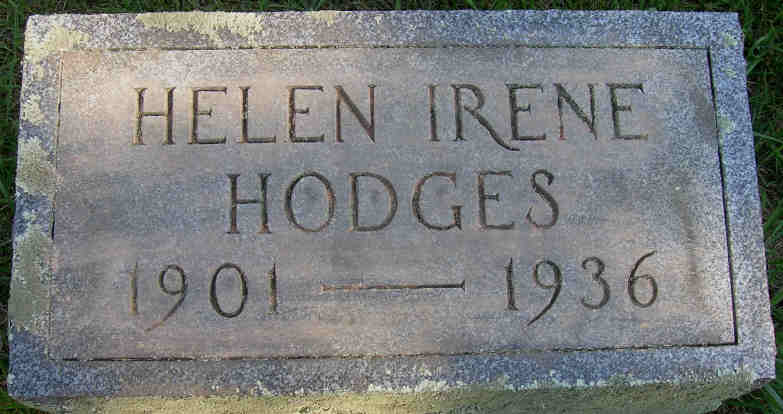 HELEN IRENE
HODGES
1901 — 1936